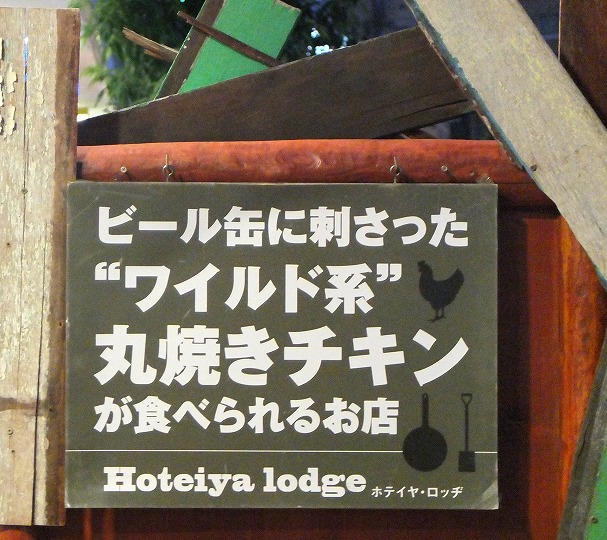 ビール缶に刺さった
“ワイルド系”
丸焼きチキン
が食べられるお店
Hoteiya lodge ホテイヤ・ロッヂ